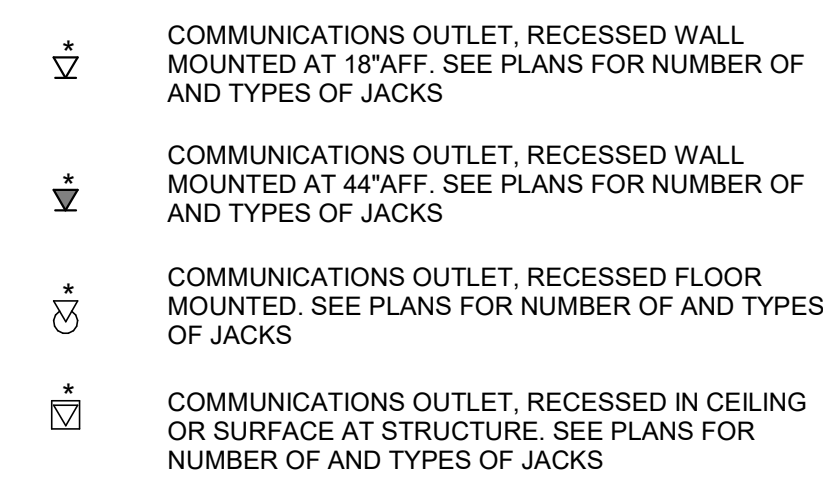 *
COMMUNICATIONS OUTLET, RECESSED WALL
MOUNTED AT 18"AFF. SEE PLANS FOR NUMBER OF
AND TYPES OF JACKS
*
COMMUNICATIONS OUTLET, RECESSED WALL
MOUNTED AT 44"AFF. SEE PLANS FOR NUMBER OF
AND TYPES OF JACKS
*
COMMUNICATIONS OUTLET, RECESSED FLOOR
MOUNTED. SEE PLANS FOR NUMBER OF AND TYPES
OF JACKS
*
COMMUNICATIONS OUTLET, RECESSED IN CEILING
OR SURFACE AT STRUCTURE. SEE PLANS FOR
NUMBER OF AND TYPES OF JACKS